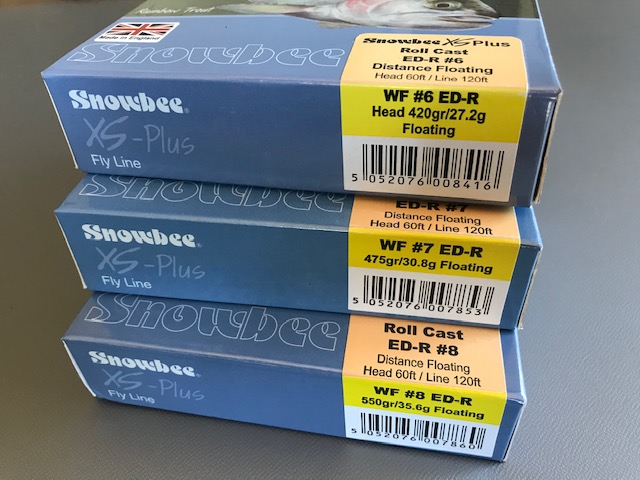 Rainbow Trout
Made in England
Snowbee
Snowbee XS Plus
Roll Cast
ED-R #6
Distance Floating
Head 60ft / Line 120ft
Snowbee
XS-Plus
Fly Line
WF #6 ED-R
Head 420gr/27.2g
Floating
5 052076 008416
Snowbee
ED-R #7
Distance Floating
Head 60ft / Line 120ft
Snowbee
XS-Plus
Fly Line
WF #7 ED-R
475gr/30.8g Floating
5 052076 007853
Snowbee
Roll Cast
ED-R #8
Distance Floating
Head 60ft / Line 120ft
Snowbee
XS-Plus
Fly Line
WF #8 ED-R
550gr/35.6g Floating
5 052076 007860